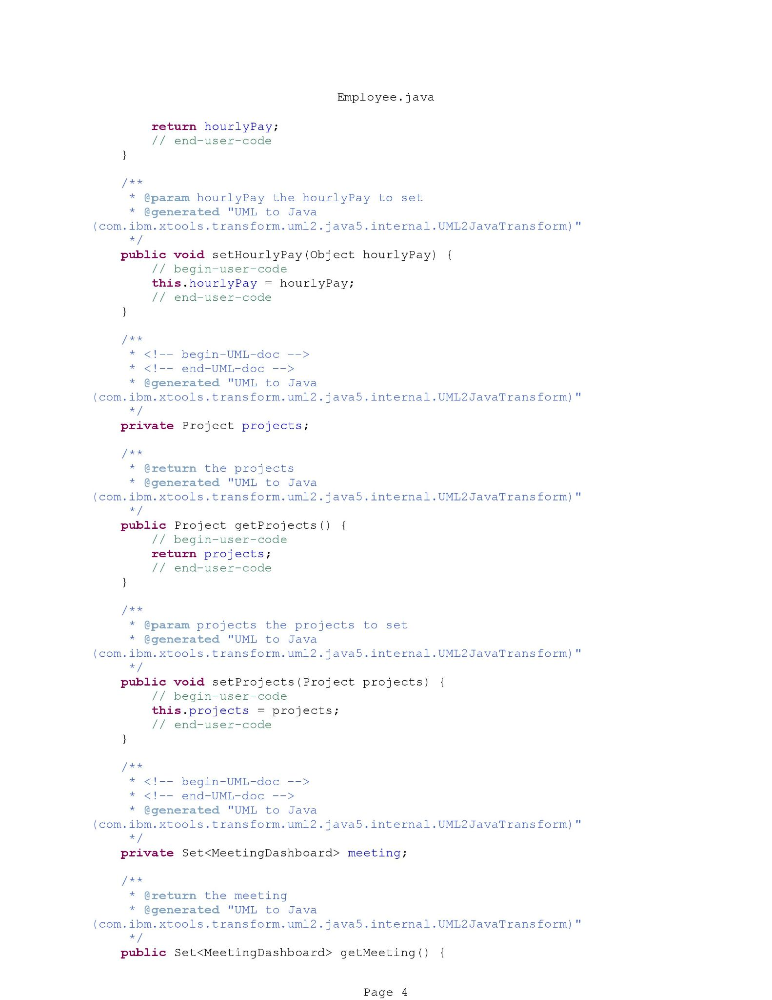 Employee.java
return hourlyPay;
// end-user-code
}
/**
* @param hourlyPay the hourlyPay to set
* @generated "UML to Java
(com.ibm.xtools.transform.uml2.java5.internal.UML2JavaTransform)"
*/
public void setHourlyPay(Object hourlyPay) {
// begin-user-code
this.hourlyPay = hourlyPay;
// end-user-code
}
/**
* <!-- begin-UML-doc -->
* <!-- end-UML-doc -->
* @generated "UML to Java
(com.ibm.xtools.transform.uml2.java5.internal.UML2JavaTransform)"
*/
private Project projects;
/**
* @return the projects
* @generated "UML to Java
(com.ibm.xtools.transform.uml2.java5.internal.UML2JavaTransform)"
*/
public Project getProjects() {
// begin-user-code
return projects;
// end-user-code
}
/**
* @param projects the projects to set
* @generated "UML to Java
(com.ibm.xtools.transform.uml2.java5.internal.UML2JavaTransform)"
*/
public void setProjects(Project projects) {
// begin-user-code
this.projects = projects;
// end-user-code
}
/**
* <!-- begin-UML-doc -->
* <!-- end-UML-doc -->
* @generated "UML to Java
(com.ibm.xtools.transform.uml2.java5.internal.UML2JavaTransform)"
*/
private Set<MeetingDashboard> meeting;
/**
* @return the meeting
* @generated "UML to Java
(com.ibm.xtools.transform.uml2.java5.internal.UML2JavaTransform)"
*/
public Set<MeetingDashboard> getMeeting() {
Page 4